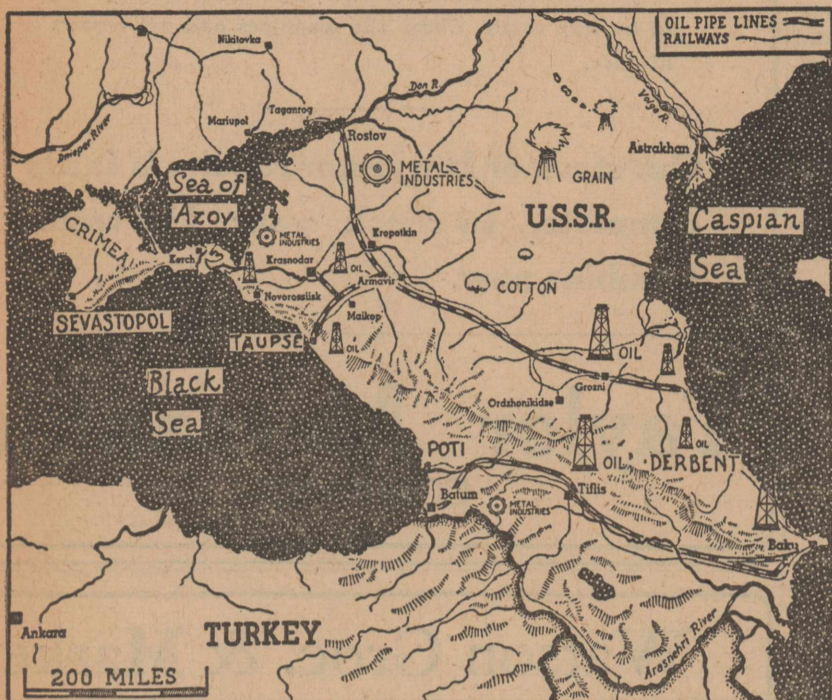 OIL PIPE LINES
RAILWAYS
Nikitovka
Don R.
Volga R.
Mariupol
Taganrog
Dnieper River
Rostov
Astrakhan
METAL
INDUSTRIES
GRAIN
Sea of
Azov
U.S.S.R.
Caspian
Sea
CRIMEA
METAL
INDUSTRIES
Kropotkin
Kerch
Krasnodar
OIL
Armavir
COTTON
Novorossiisk
Maikop
SEVASTOPOL
TAUPSE
OIL
OIL
Black
Sea
Grozni
Ordzhonikidze
OIL
POTI
OIL
DERBENT
Batum
METAL
INDUSTRIES
Tiflis
Baku
Ankara
TURKEY
Arasnehri River
200 MILES